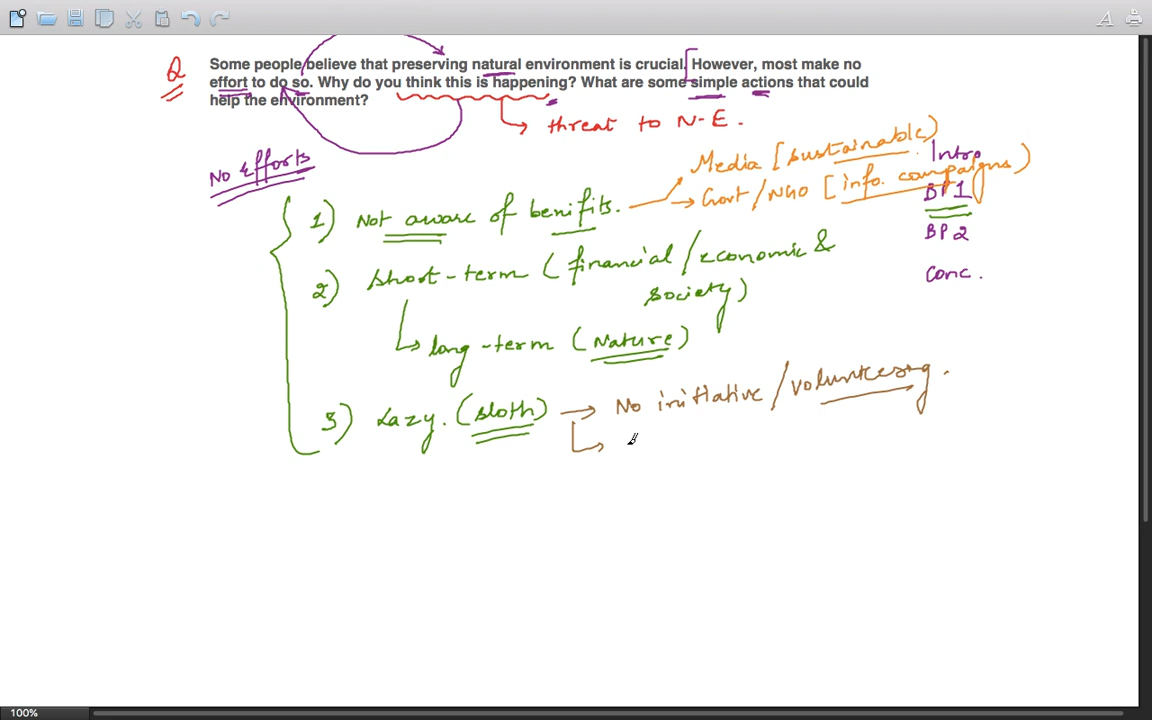 Q Some people believe that preserving natural environment is crucial. [However, most make no
effort to do so. Why do you think this is happening? What are some simple actions that could
help the environment?
→ threat to N-E.
No Efforts
Media [sustainable)
→ Govt / NGO [info. campaigns)
Intro
BP1
BP2
Conc.
1) Not aware of benifits.
2) short-term (financial / economic &
society)
long-term (Nature)
3) Lazy. (sloth) → No initiative / volunteering.
100%